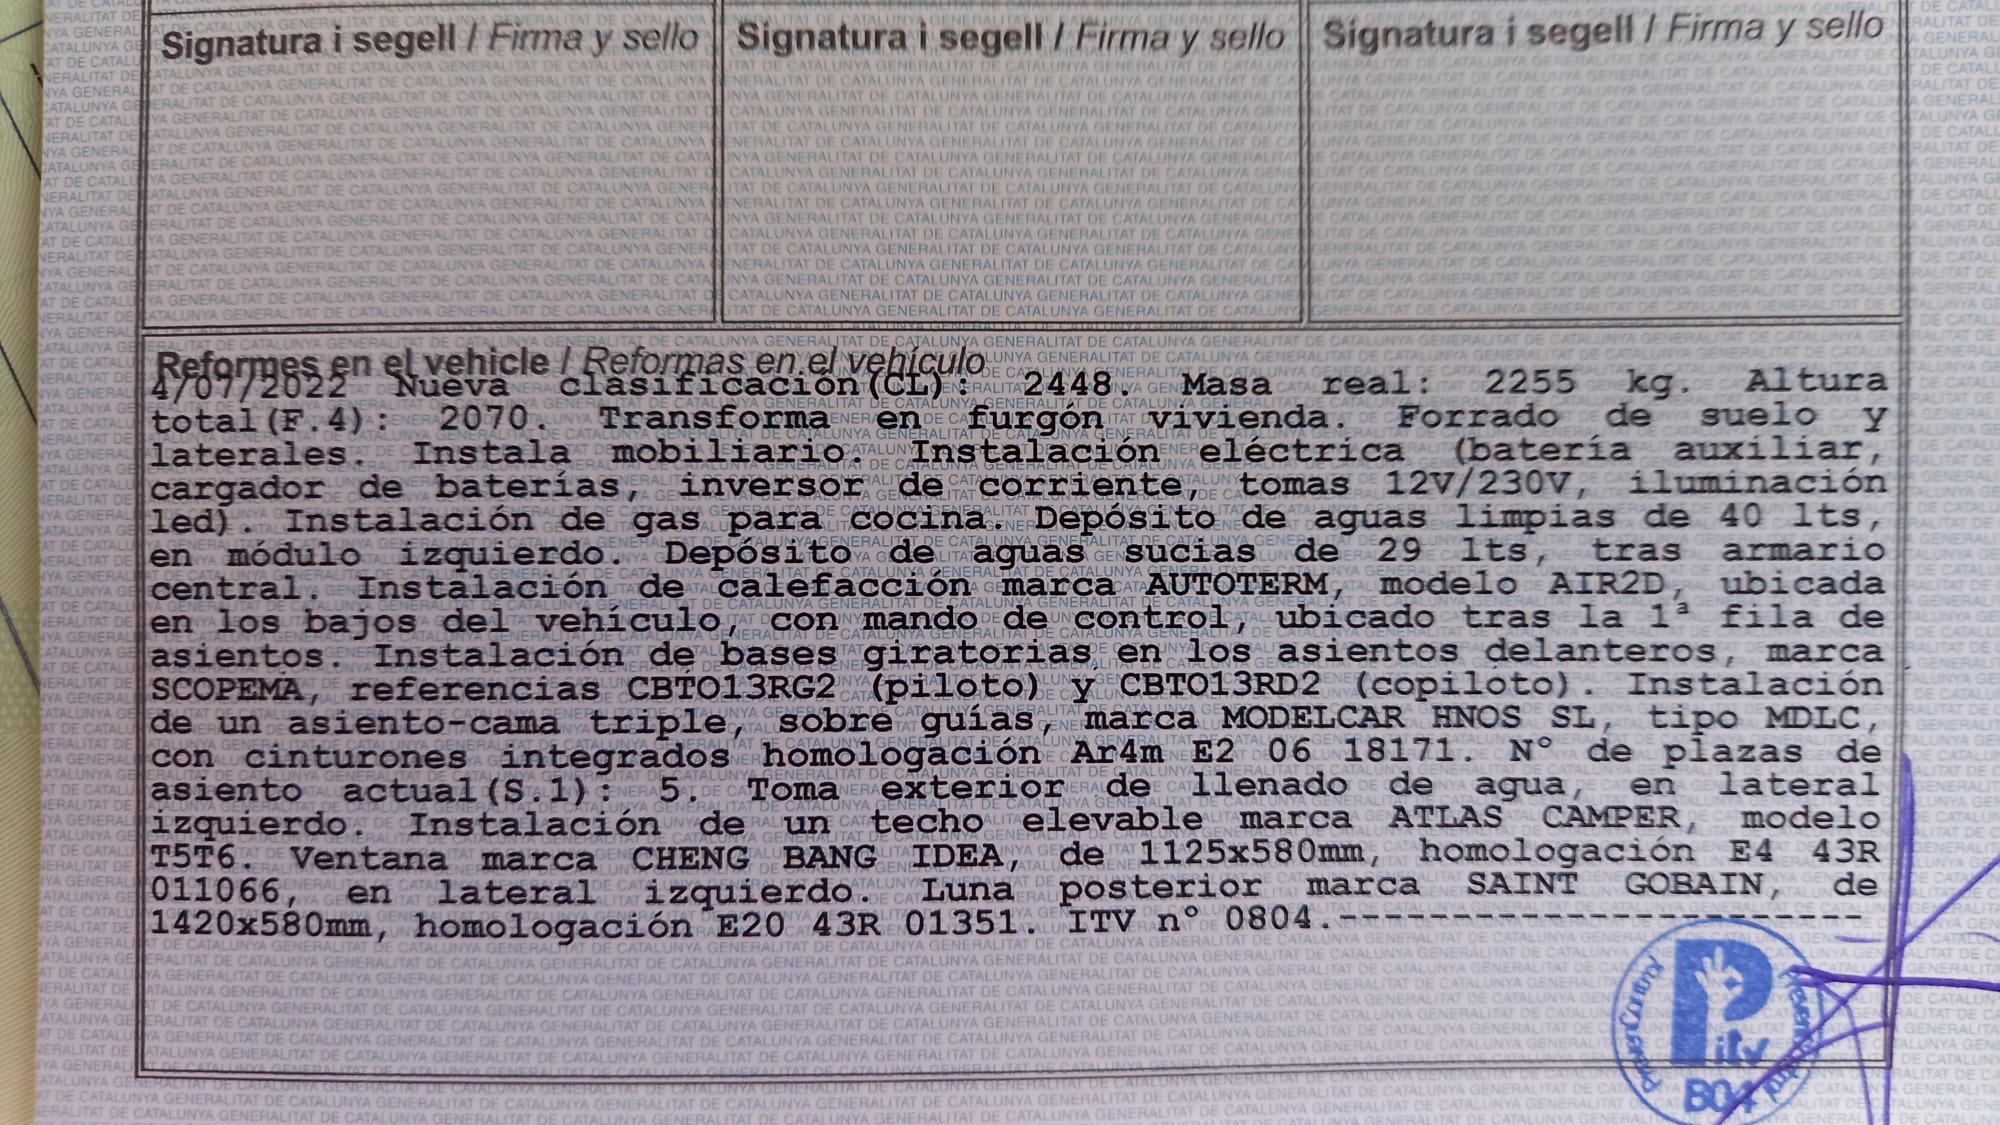 Signatura i segell / Firma y sello
Signatura i segell / Firma y sello
Signatura i segell / Firma y sello
Reformes en el vehicle / Reformas en el vehículo
4/07/2022 Nueva clasificación(CL): 2448. Masa real: 2255 kg. Altura
total(F.4): 2070. Transforma en furgón vivienda. Forrado de suelo y
laterales. Instala mobiliario. Instalación eléctrica (batería auxiliar,
cargador de baterías, inversor de corriente, tomas 12V/230V, iluminación
led). Instalación de gas para cocina. Depósito de aguas limpias de 40 lts,
en módulo izquierdo. Depósito de aguas sucias de 29 lts, tras armario
central. Instalación de calefacción marca AUTOTERM, modelo AIR2D, ubicada
en los bajos del vehículo, con mando de control, ubicado tras la 1ª fila de
asientos. Instalación de bases giratorias en los asientos delanteros, marca
SCOPEMA, referencias CBTO13RG2 (piloto) y CBTO13RD2 (copiloto). Instalación
de un asiento-cama triple, sobre guías, marca MODELCAR HNOS SL, tipo MDLC,
con cinturones integrados homologación Ar4m E2 06 18171. N° de plazas de
asiento actual(S.1): 5. Toma exterior de llenado de agua, en lateral
izquierdo. Instalación de un techo elevable marca ATLAS CAMPER, modelo
T5T6. Ventana marca CHENG BANG IDEA, de 1125x580mm, homologación E4 43R
011066, en lateral izquierdo. Luna posterior marca SAINT GOBAIN, de
1420x580mm, homologación E20 43R 01351. ITV n° 0804.-----------------------
P itv
B04